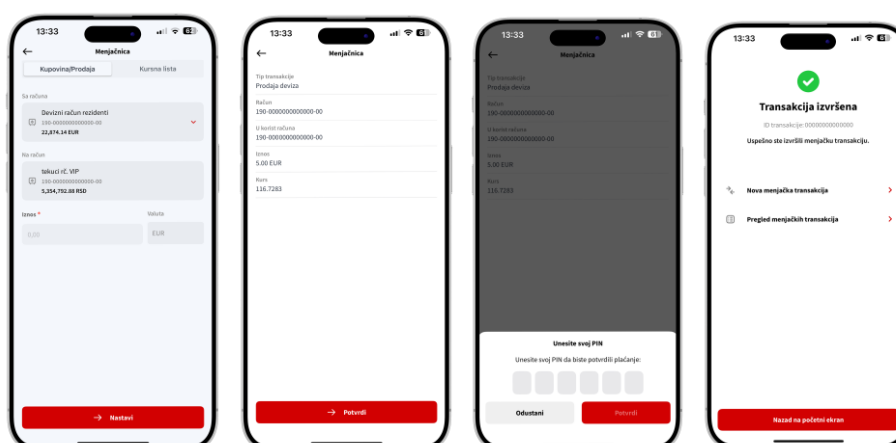 13:33
62
Menjačnica
Kupovina/Prodaja
Kursna lista
Sa računa
Devizni račun rezidenti
190-0000000000000-00
22,874.14 EUR
Na račun
tekuci rč. VIP
190-0000000000000-00
5,354,792.68 RSD
Iznos *
Valuta
0,00
EUR
Nastavi
13:33
Menjačnica
Tip transakcije
Prodaja deviza
Račun
190-0000000000000-00
U korist računa
190-0000000000000-00
Iznos
5.00 EUR
Kurs
116.7283
Potvrdi
13:33
Menjačnica
Tip transakcije
Prodaja deviza
Račun
190-0000000000000-00
U korist računa
190-0000000000000-00
Iznos
5.00 EUR
Kurs
116.7283
Unesite svoj PIN
Unesite svoj PIN da biste potvrdili plaćanje:
Odustani
Potvrdi
13:33
Transakcija izvršena
ID transakcije:00000000000000
Uspešno ste izvršili menjačku transakciju.
Nova menjačka transakcija
Pregled menjačkih transakcija
Nazad na početni ekran